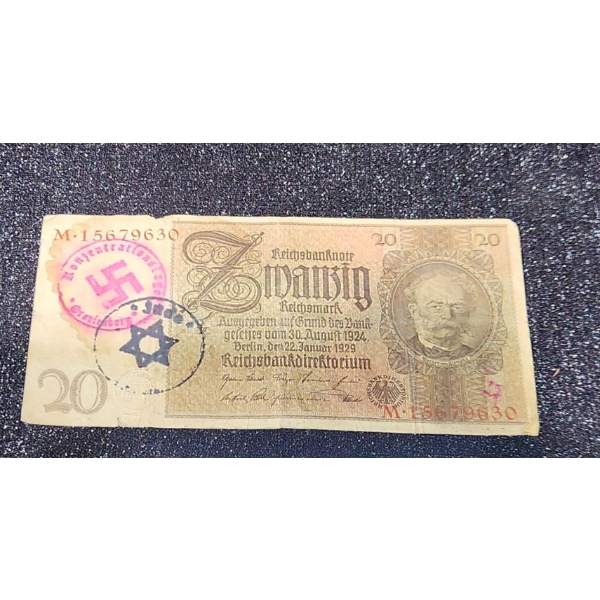 M·15679630
20 20
Reichsbanknote
Zwanzig
Reichsmark
Ausgegeben auf Grund des Bank-
gesetzes vom 30. August 1924
Berlin, den 22. Januar 1929
Reichsbankdirektorium
20
M·15679630
Oranienburg
Jude